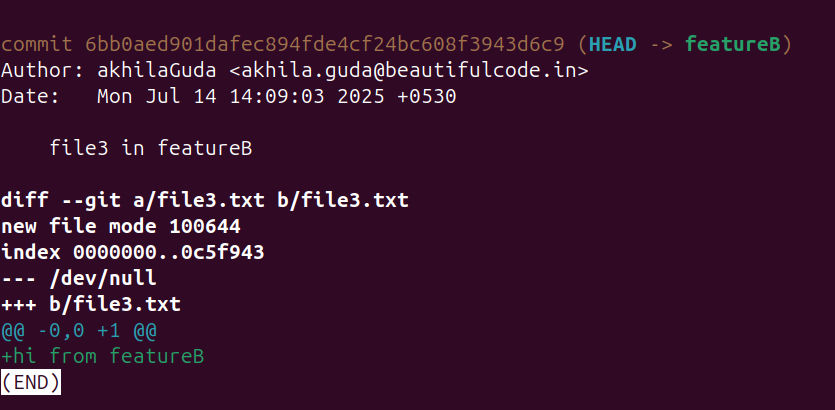 commit 6bb0aed901dafec894fde4cf24bc608f3943d6c9 (HEAD -> featureB)
Author: akhilaGuda <akhila.guda@beautifulcode.in>
Date:   Mon Jul 14 14:09:03 2025 +0530
    file3 in featureB
diff --git a/file3.txt b/file3.txt
new file mode 100644
index 0000000..0c5f943
--- /dev/null
+++ b/file3.txt
@@ -0,0 +1 @@
+hi from featureB
(END)